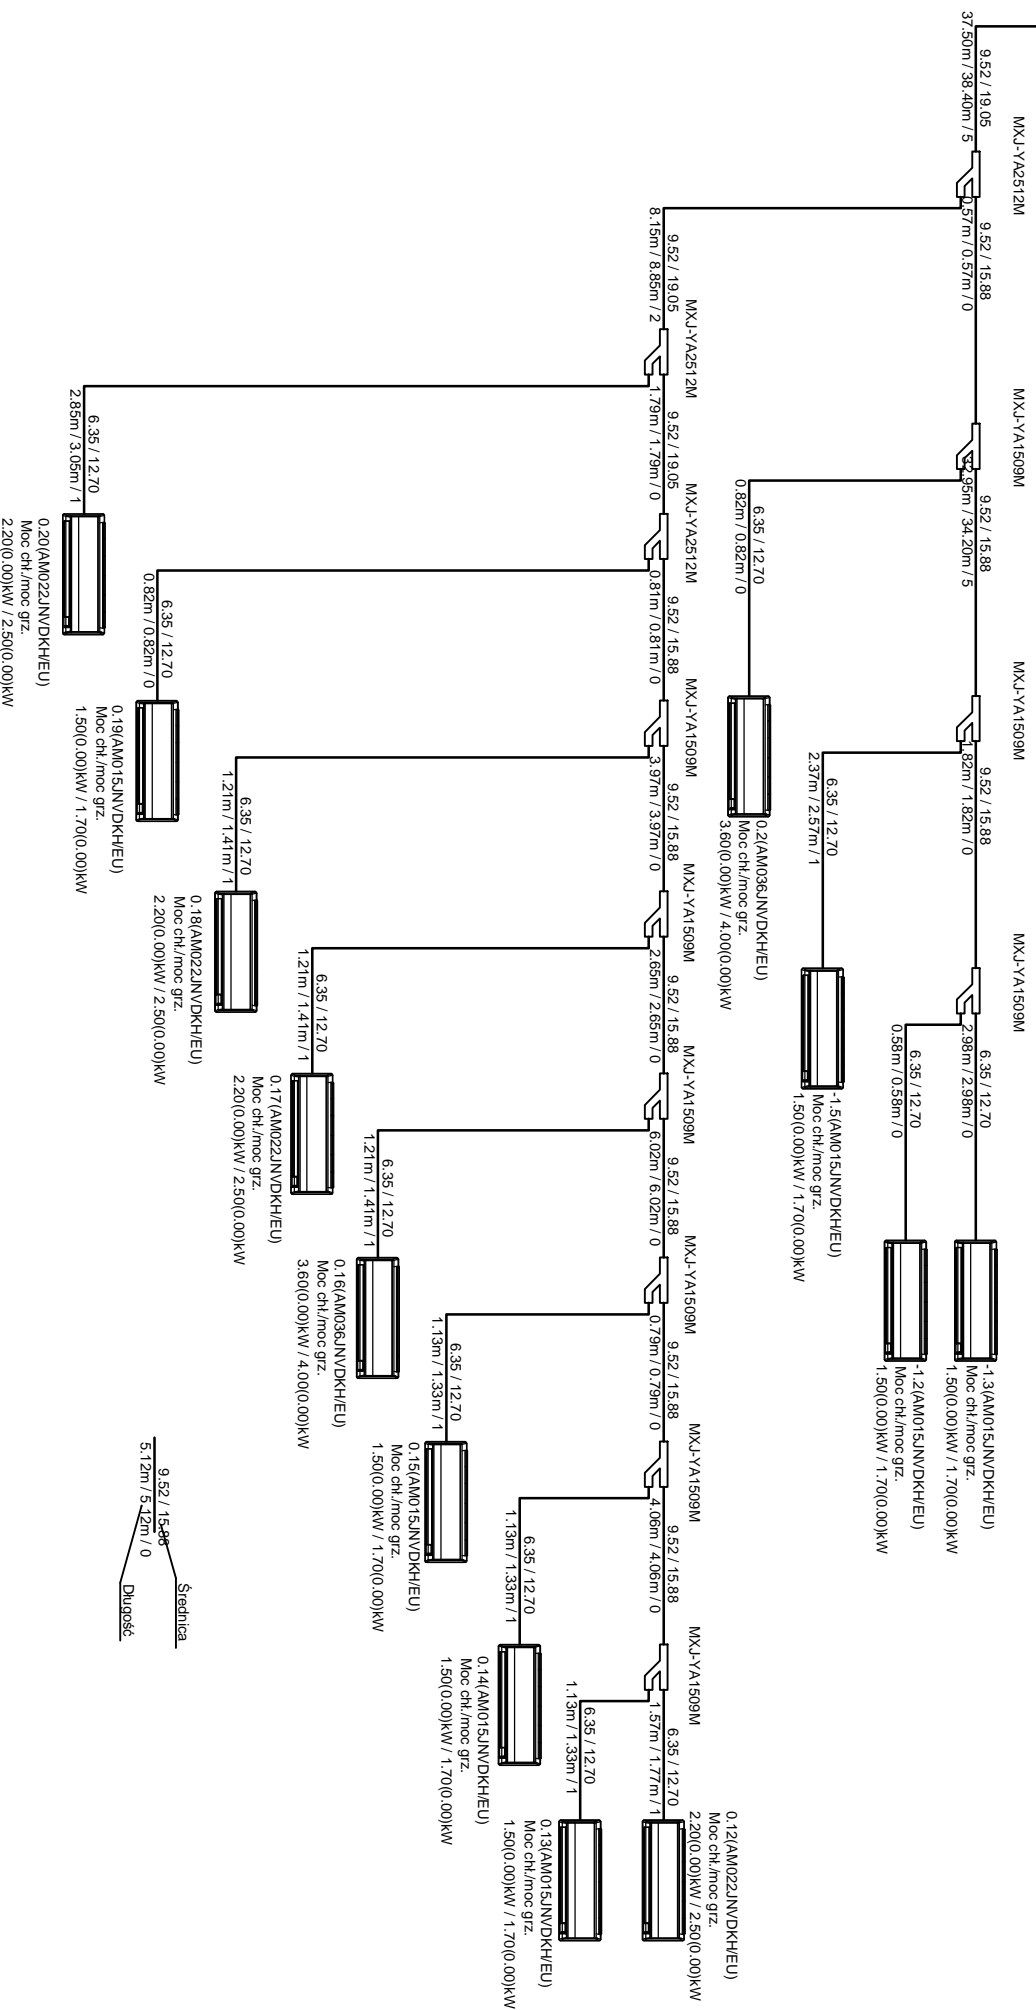 MXJ-YA2512M
MXJ-YA1509M
MXJ-YA1509M
MXJ-YA1509M
9.52 / 19.05
37.50m / 38.40m / 5
9.52 / 15.88
0.57m / 0.57m / 0
9.52 / 15.88
32.95m / 34.20m / 5
9.52 / 15.88
1.82m / 1.82m / 0
6.35 / 12.70
2.98m / 2.98m / 0
-1.3(AM015JNVDKH/EU)
Moc chł./moc grz.
1.50(0.00)kW / 1.70(0.00)kW
6.35 / 12.70
0.58m / 0.58m / 0
-1.2(AM015JNVDKH/EU)
Moc chł./moc grz.
1.50(0.00)kW / 1.70(0.00)kW
6.35 / 12.70
2.37m / 2.57m / 1
-1.5(AM015JNVDKH/EU)
Moc chł./moc grz.
1.50(0.00)kW / 1.70(0.00)kW
6.35 / 12.70
0.82m / 0.82m / 0
0.2(AM036JNVDKH/EU)
Moc chł./moc grz.
3.60(0.00)kW / 4.00(0.00)kW
MXJ-YA2512M
MXJ-YA2512M
MXJ-YA1509M
MXJ-YA1509M
MXJ-YA1509M
MXJ-YA1509M
MXJ-YA1509M
MXJ-YA1509M
9.52 / 19.05
8.15m / 8.85m / 2
9.52 / 19.05
1.79m / 1.79m / 0
9.52 / 15.88
0.81m / 0.81m / 0
9.52 / 15.88
3.97m / 3.97m / 0
9.52 / 15.88
2.65m / 2.65m / 0
9.52 / 15.88
6.02m / 6.02m / 0
9.52 / 15.88
0.79m / 0.79m / 0
9.52 / 15.88
4.06m / 4.06m / 0
6.35 / 12.70
1.57m / 1.77m / 1
0.12(AM022JNVDKH/EU)
Moc chł./moc grz.
2.20(0.00)kW / 2.50(0.00)kW
6.35 / 12.70
1.13m / 1.33m / 1
0.13(AM015JNVDKH/EU)
Moc chł./moc grz.
1.50(0.00)kW / 1.70(0.00)kW
6.35 / 12.70
1.13m / 1.33m / 1
0.14(AM015JNVDKH/EU)
Moc chł./moc grz.
1.50(0.00)kW / 1.70(0.00)kW
6.35 / 12.70
1.13m / 1.33m / 1
0.15(AM015JNVDKH/EU)
Moc chł./moc grz.
1.50(0.00)kW / 1.70(0.00)kW
6.35 / 12.70
1.21m / 1.41m / 1
0.16(AM036JNVDKH/EU)
Moc chł./moc grz.
3.60(0.00)kW / 4.00(0.00)kW
6.35 / 12.70
1.21m / 1.41m / 1
0.17(AM022JNVDKH/EU)
Moc chł./moc grz.
2.20(0.00)kW / 2.50(0.00)kW
6.35 / 12.70
1.21m / 1.41m / 1
0.18(AM022JNVDKH/EU)
Moc chł./moc grz.
2.20(0.00)kW / 2.50(0.00)kW
6.35 / 12.70
0.82m / 0.82m / 0
0.19(AM015JNVDKH/EU)
Moc chł./moc grz.
1.50(0.00)kW / 1.70(0.00)kW
6.35 / 12.70
2.85m / 3.05m / 1
0.20(AM022JNVDKH/EU)
Moc chł./moc grz.
2.20(0.00)kW / 2.50(0.00)kW
Średnica
9.52 / 15.88
5.12m / 5.12m / 0
Długość